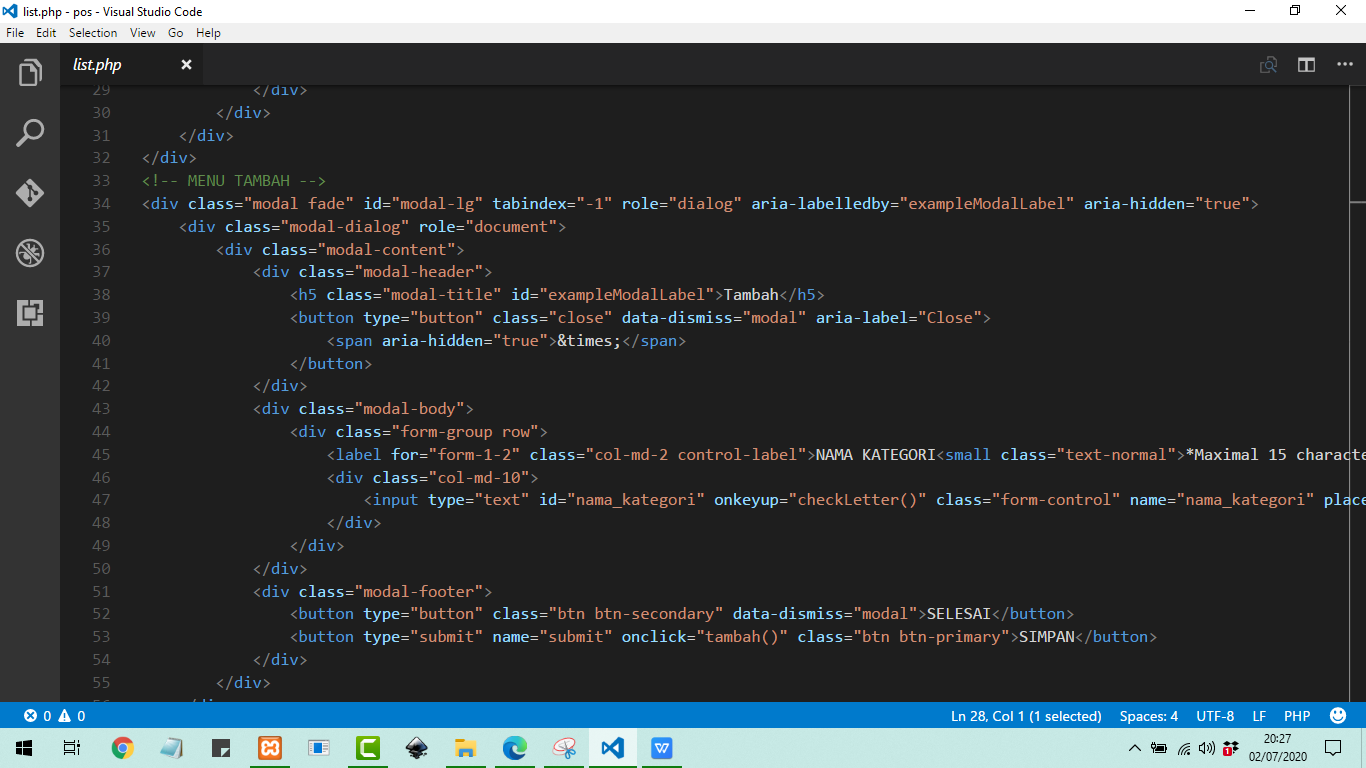 list.php - pos - Visual Studio Code
File Edit Selection View Go Help
list.php
29 </div>
30 </div>
31 </div>
32 </div>
33 <!-- MENU TAMBAH -->
34 <div class="modal fade" id="modal-lg" tabindex="-1" role="dialog" aria-labelledby="exampleModalLabel" aria-hidden="true">
35 <div class="modal-dialog" role="document">
36 <div class="modal-content">
37 <div class="modal-header">
38 <h5 class="modal-title" id="exampleModalLabel">Tambah</h5>
39 <button type="button" class="close" data-dismiss="modal" aria-label="Close">
40 <span aria-hidden="true">&times;</span>
41 </button>
42 </div>
43 <div class="modal-body">
44 <div class="form-group row">
45 <label for="form-1-2" class="col-md-2 control-label">NAMA KATEGORI<small class="text-normal">*Maximal 15 characte
46 <div class="col-md-10">
47 <input type="text" id="nama_kategori" onkeyup="checkLetter()" class="form-control" name="nama_kategori" place
48 </div>
49 </div>
50 </div>
51 <div class="modal-footer">
52 <button type="button" class="btn btn-secondary" data-dismiss="modal">SELESAI</button>
53 <button type="submit" name="submit" onclick="tambah()" class="btn btn-primary">SIMPAN</button>
54 </div>
55 </div>
0 0 Ln 28, Col 1 (1 selected) Spaces: 4 UTF-8 LF PHP
20:27
02/07/2020